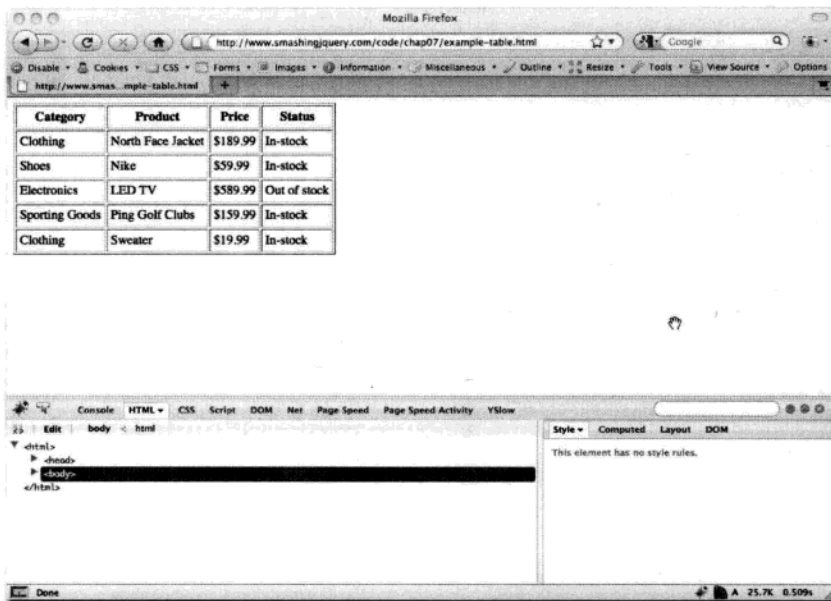 Mozilla Firefox
http://www.smashingjquery.com/code/chap07/example-table.html
Google
Disable Cookies CSS Forms Images Information Miscellaneous Outline Resize Tools View Source Options
http://www.smas...mple-table.html
Category Product Price Status
Clothing North Face Jacket $189.99 In-stock
Shoes Nike $59.99 In-stock
Electronics LED TV $589.99 Out of stock
Sporting Goods Ping Golf Clubs $159.99 In-stock
Clothing Sweater $19.99 In-stock
Console HTML CSS Script DOM Net Page Speed Page Speed Activity YSlow
Edit body < html
Style Computed Layout DOM
<html>
<head>
<body>
</html>
This element has no style rules.
Done
A 25.7K 0.509s